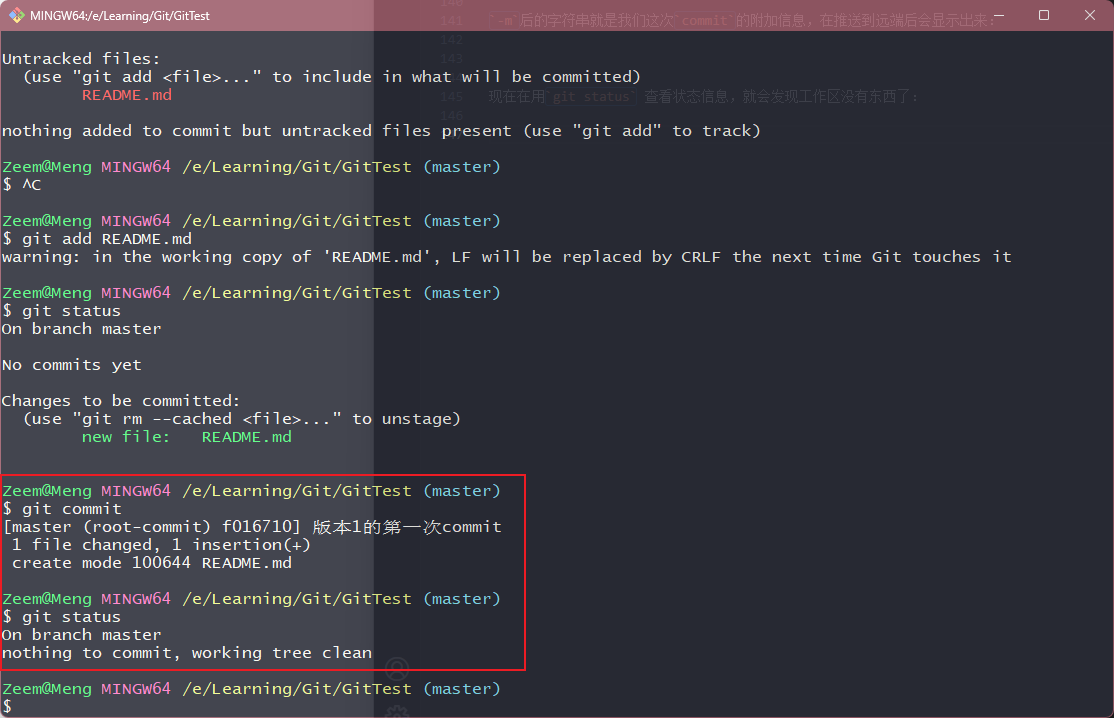 MINGW64:/e/Learning/Git/GitTest
140
141 `-m`后的字符串就是我们这次`commit`的附加信息，在推送到远端后会显示出来：
142
143
145 现在在用`git status`查看状态信息，就会发现工作区没有东西了：
146
Untracked files:
(use "git add <file>..." to include in what will be committed)
README.md
nothing added to commit but untracked files present (use "git add" to track)
Zeem@Meng MINGW64 /e/Learning/Git/GitTest (master)
$ ^C
Zeem@Meng MINGW64 /e/Learning/Git/GitTest (master)
$ git add README.md
warning: in the working copy of 'README.md', LF will be replaced by CRLF the next time Git touches it
Zeem@Meng MINGW64 /e/Learning/Git/GitTest (master)
$ git status
On branch master
No commits yet
Changes to be committed:
(use "git rm --cached <file>..." to unstage)
new file: README.md
Zeem@Meng MINGW64 /e/Learning/Git/GitTest (master)
$ git commit
[master (root-commit) f016710] 版本1的第一次commit
1 file changed, 1 insertion(+)
create mode 100644 README.md
Zeem@Meng MINGW64 /e/Learning/Git/GitTest (master)
$ git status
On branch master
nothing to commit, working tree clean
Zeem@Meng MINGW64 /e/Learning/Git/GitTest (master)
$